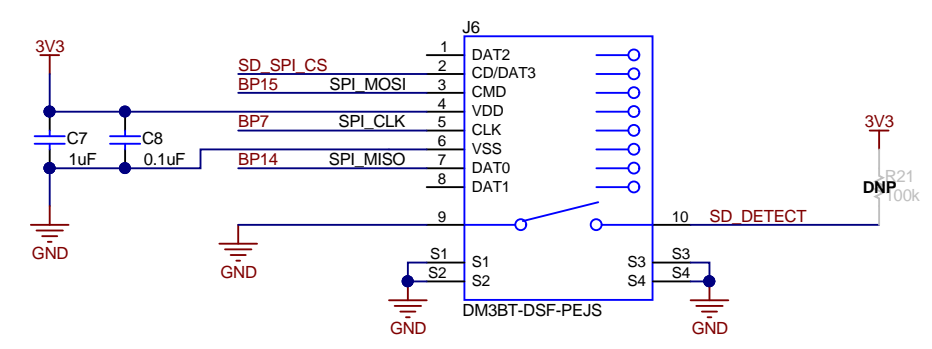 J6
3V3
1 DAT2
SD_SPI_CS 2 CD/DAT3
BP15 SPI_MOSI 3 CMD
4 VDD
BP7 SPI_CLK 5 CLK
6 VSS
BP14 SPI_MISO 7 DAT0
8 DAT1
C7
1uF
C8
0.1uF
3V3
R21
DNP
100k
9
10 SD_DETECT
GND
GND
S1 S1
S2 S2
S3 S3
S4 S4
GND
DM3BT-DSF-PEJS
GND